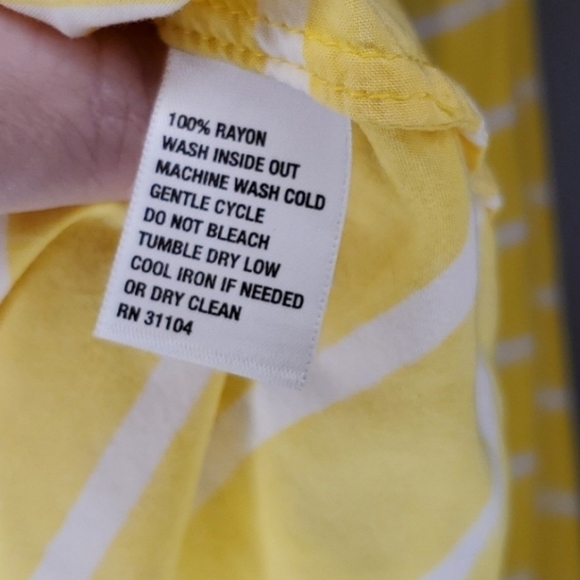 100% RAYON
WASH INSIDE OUT
MACHINE WASH COLD
GENTLE CYCLE
DO NOT BLEACH
TUMBLE DRY LOW
COOL IRON IF NEEDED
OR DRY CLEAN
RN 31104